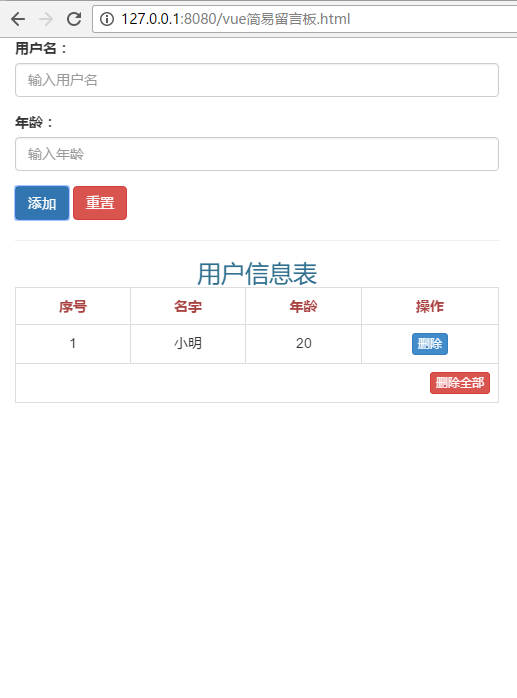 127.0.0.1:8080/vue简易留言板.html
用户名：
输入用户名
年龄：
输入年龄
添加 重置
用户信息表
序号 名字 年龄 操作
1 小明 20 删除
删除全部